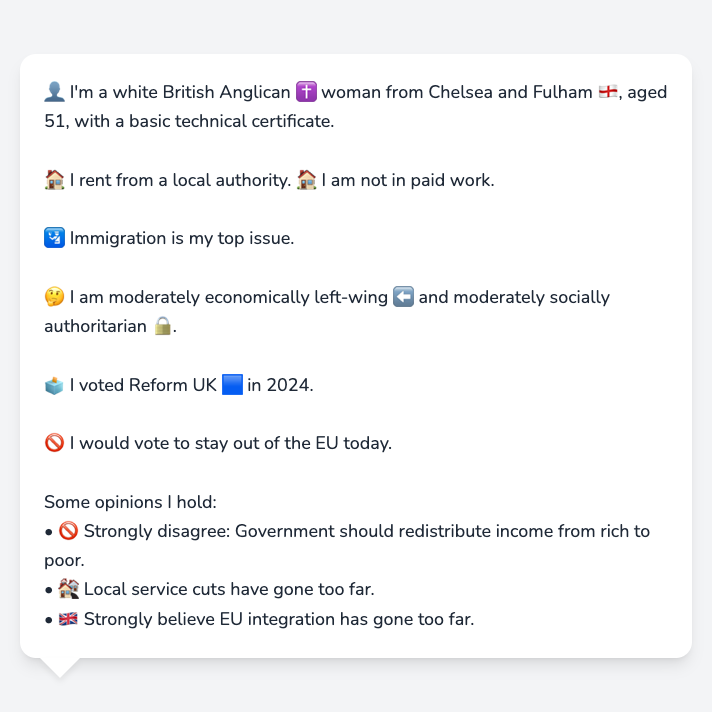 👤 I'm a white British Anglican ✝️ woman from Chelsea and Fulham 🏴󠁧󠁢󠁥󠁮󠁧󠁿, aged
51, with a basic technical certificate.
🏠 I rent from a local authority. 🏠 I am not in paid work.
🛂 Immigration is my top issue.
🤔 I am moderately economically left-wing ⬅️ and moderately socially
authoritarian 🔒.
🗳️ I voted Reform UK 🟦 in 2024.
🚫 I would vote to stay out of the EU today.
Some opinions I hold:
• 🚫 Strongly disagree: Government should redistribute income from rich to
poor.
• 🏚️ Local service cuts have gone too far.
• 🇬🇧 Strongly believe EU integration has gone too far.